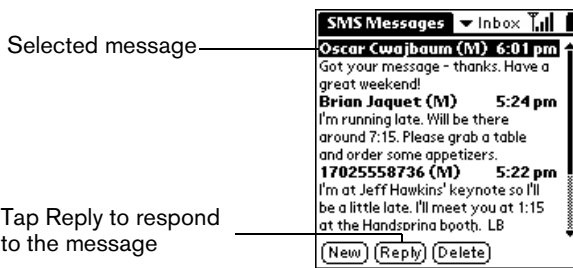 SMS Messages Inbox
Selected message
Oscar Cwajbaum (M) 6:01 pm
Got your message - thanks. Have a
great weekend!
Brian Jaquet (M) 5:24 pm
I'm running late. Will be there
around 7:15. Please grab a table
and order some appetizers.
17025558736 (M) 5:22 pm
I'm at Jeff Hawkins' keynote so I'll
be a little late. I'll meet you at 1:15
at the Handspring booth. LB
Tap Reply to respond
to the message
New Reply Delete